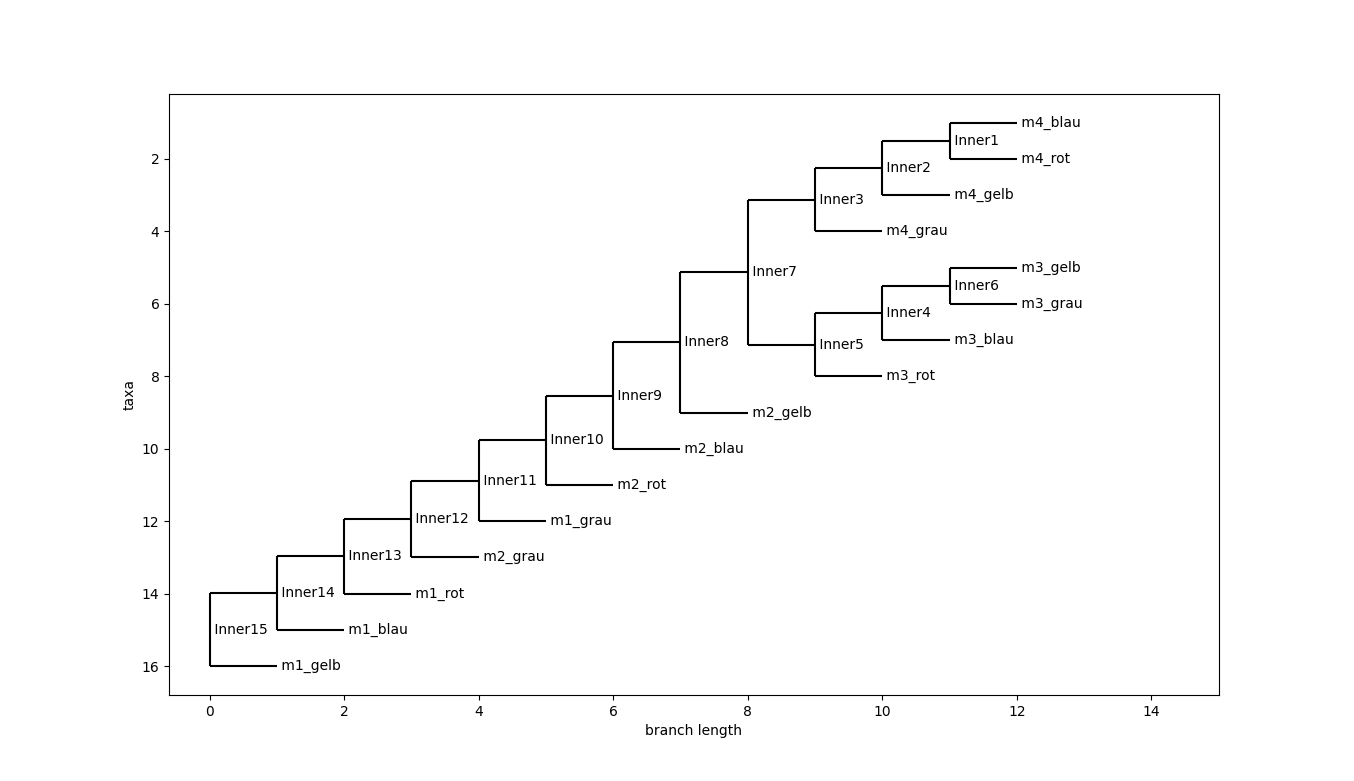 m4_blau
Inner1
2
m4_rot
Inner2
m4_gelb
Inner3
4
m4_grau
m3_gelb
Inner7
Inner6
6
m3_grau
Inner4
m3_blau
Inner8
Inner5
8
m3_rot
taxa
Inner9
m2_gelb
Inner10
10
m2_blau
Inner11
m2_rot
Inner12
12
m1_grau
Inner13
m2_grau
Inner14
14
m1_rot
Inner15
m1_blau
16
m1_gelb
0 2 4 6 8 10 12 14
branch length